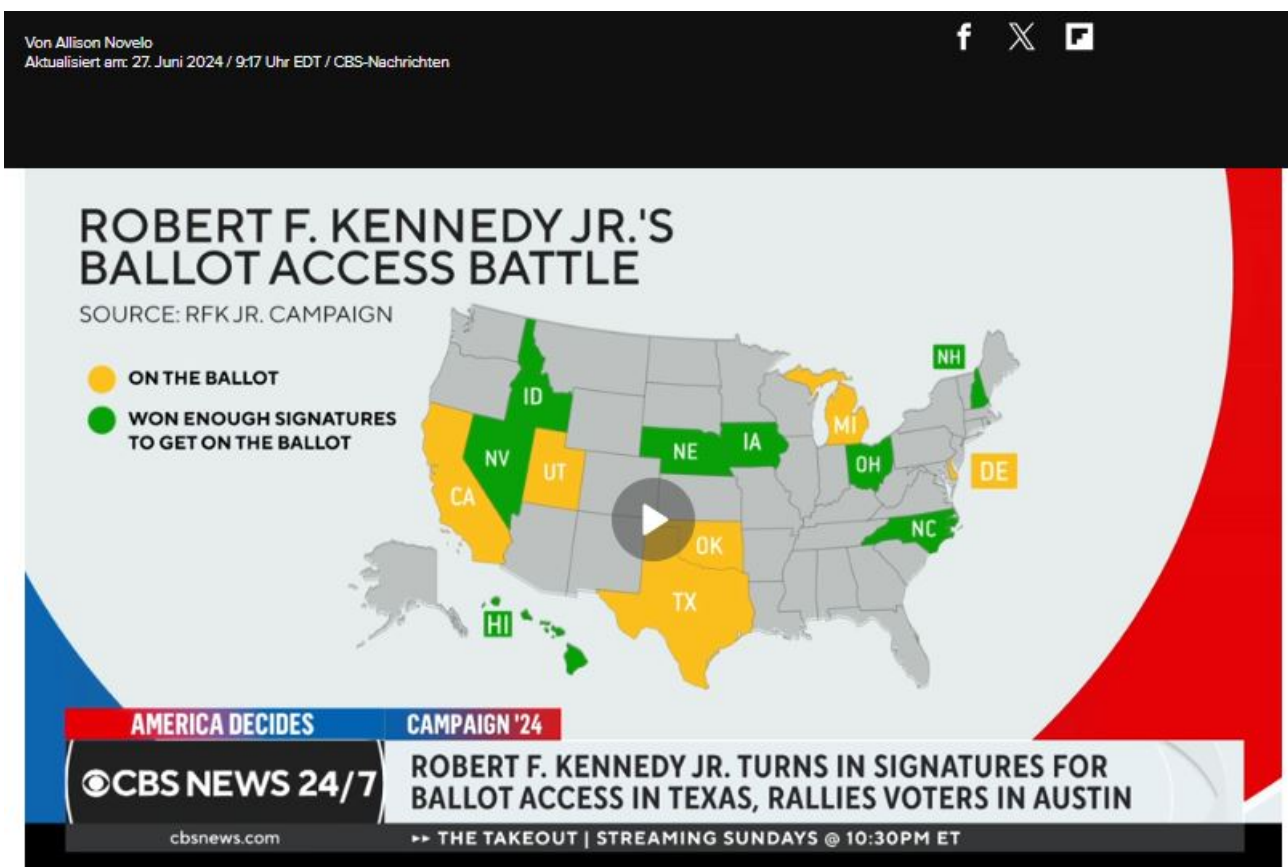 Von Allison Novelo
Aktualisiert am: 27. Juni 2024 / 9:17 Uhr EDT / CBS-Nachrichten
ROBERT F. KENNEDY JR.'S
BALLOT ACCESS BATTLE
SOURCE: RFK JR. CAMPAIGN
ON THE BALLOT
WON ENOUGH SIGNATURES
TO GET ON THE BALLOT
NH
ID
MI
NE
IA
NV
UT
OH
DE
CA
NC
OK
TX
HI
AMERICA DECIDES
CAMPAIGN '24
CBS NEWS 24/7
ROBERT F. KENNEDY JR. TURNS IN SIGNATURES FOR
BALLOT ACCESS IN TEXAS, RALLIES VOTERS IN AUSTIN
cbsnews.com
THE TAKEOUT | STREAMING SUNDAYS @ 10:30PM ET